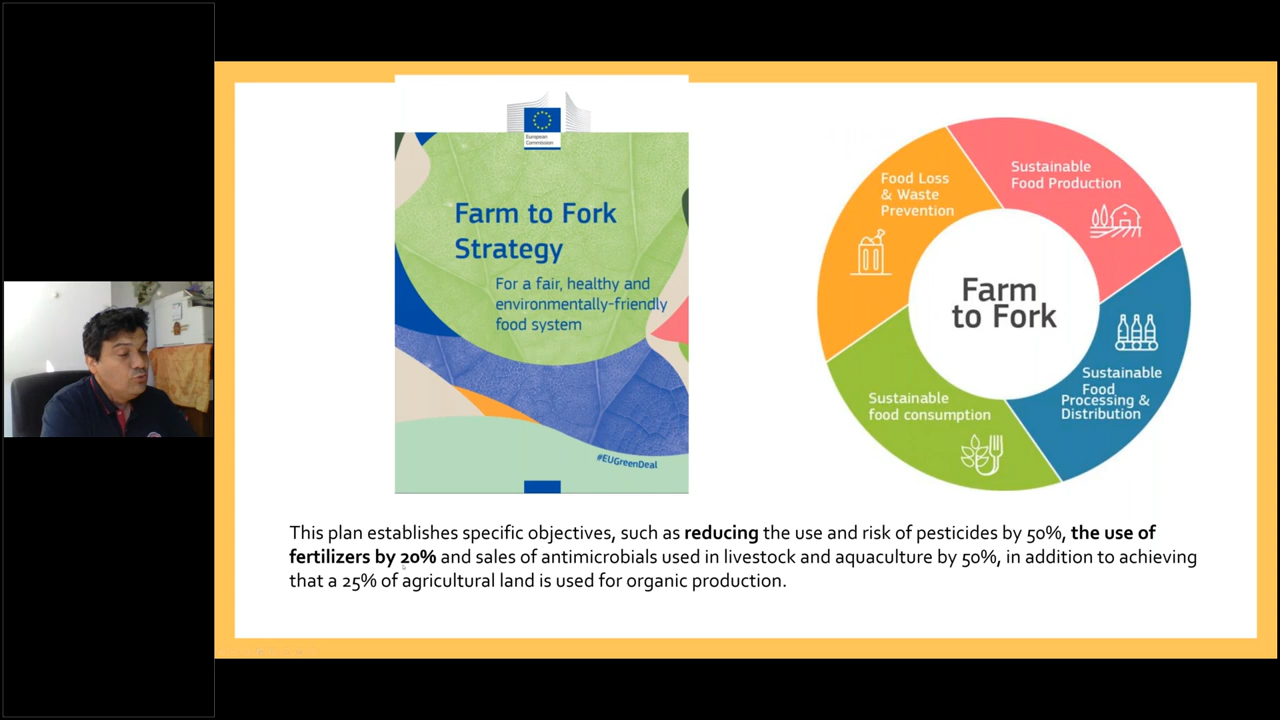 European
Commission
Farm to Fork
Strategy
For a fair, healthy and
environmentally-friendly
food system
#EUGreenDeal
Food Loss
& Waste
Prevention
Sustainable
Food Production
Farm
to Fork
Sustainable
Food
Processing &
Distribution
Sustainable
food consumption
This plan establishes specific objectives, such as reducing the use and risk of pesticides by 50%, the use of
fertilizers by 20% and sales of antimicrobials used in livestock and aquaculture by 50%, in addition to achieving
that a 25% of agricultural land is used for organic production.